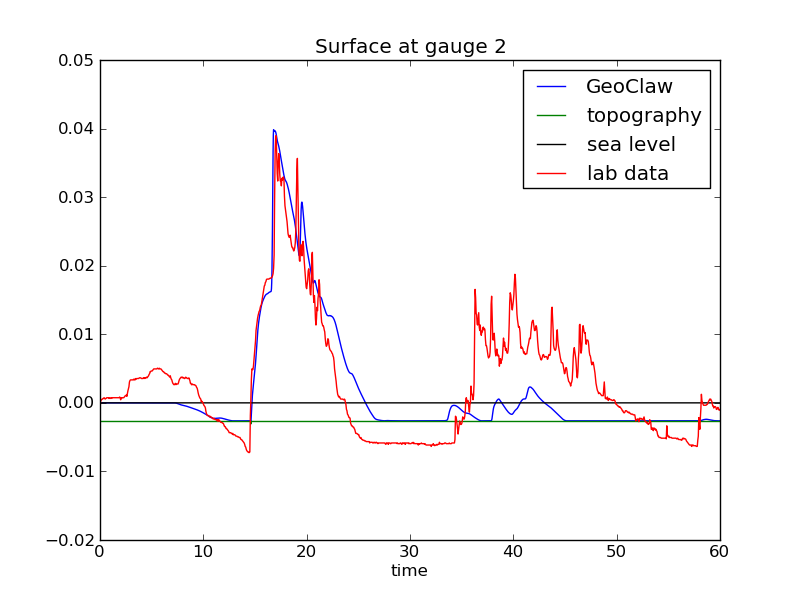 Surface at gauge 2
0.05
0.04
0.03
0.02
0.01
0.00
−0.01
−0.02
GeoClaw
topography
sea level
lab data
0 10 20 30 40 50 60
time